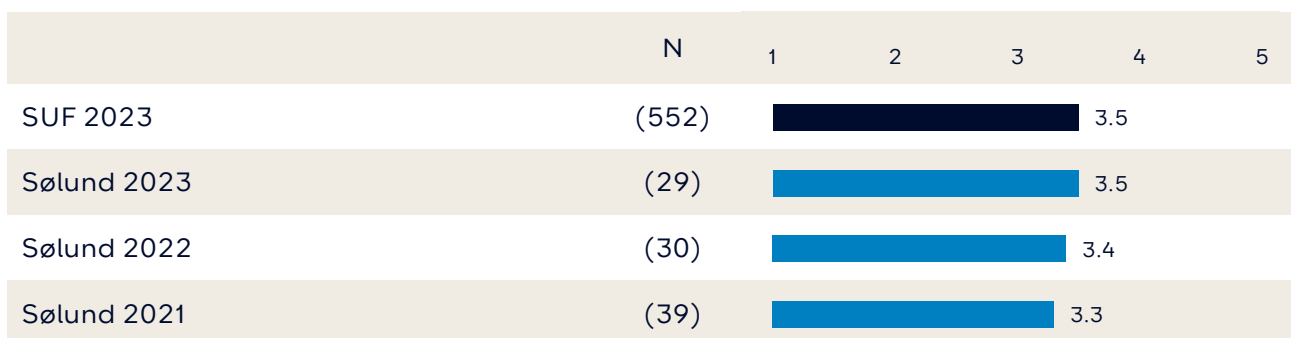 N 1 2 3 4 5
SUF 2023 (552) 3.5
Sølund 2023 (29) 3.5
Sølund 2022 (30) 3.4
Sølund 2021 (39) 3.3